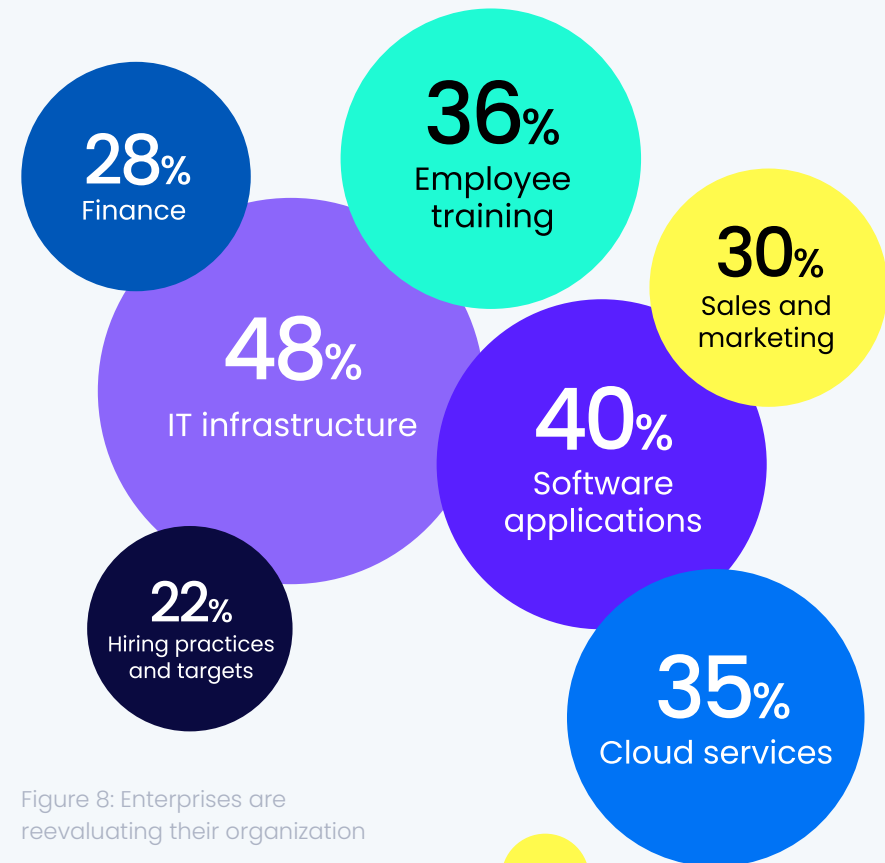 28%
Finance
36%
Employee
training
30%
Sales and
marketing
48%
IT infrastructure
40%
Software
applications
22%
Hiring practices
and targets
35%
Cloud services
Figure 8: Enterprises are
reevaluating their organization